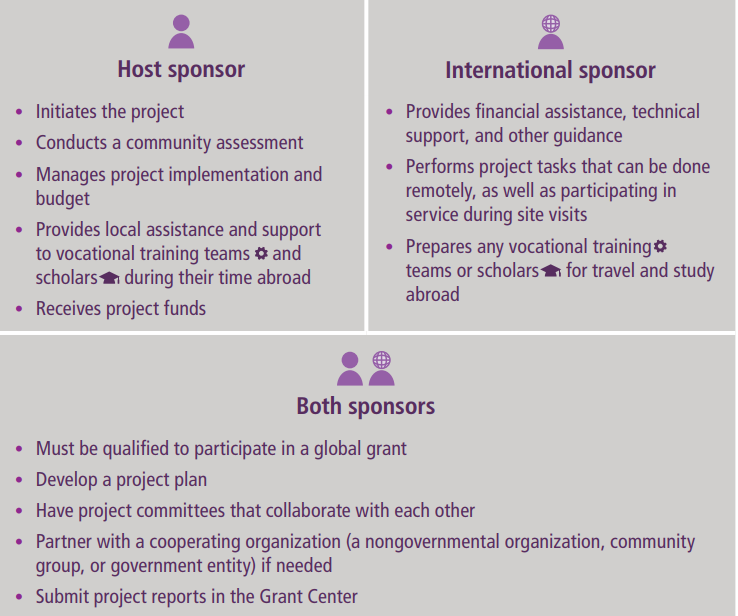 Host sponsor
• Initiates the project
• Conducts a community assessment
• Manages project implementation and
budget
• Provides local assistance and support
to vocational training teams and
scholars during their time abroad
• Receives project funds
International sponsor
• Provides financial assistance, technical
support, and other guidance
• Performs project tasks that can be done
remotely, as well as participating in
service during site visits
• Prepares any vocational training
teams or scholars for travel and study
abroad
Both sponsors
• Must be qualified to participate in a global grant
• Develop a project plan
• Have project committees that collaborate with each other
• Partner with a cooperating organization (a nongovernmental organization, community
group, or government entity) if needed
• Submit project reports in the Grant Center